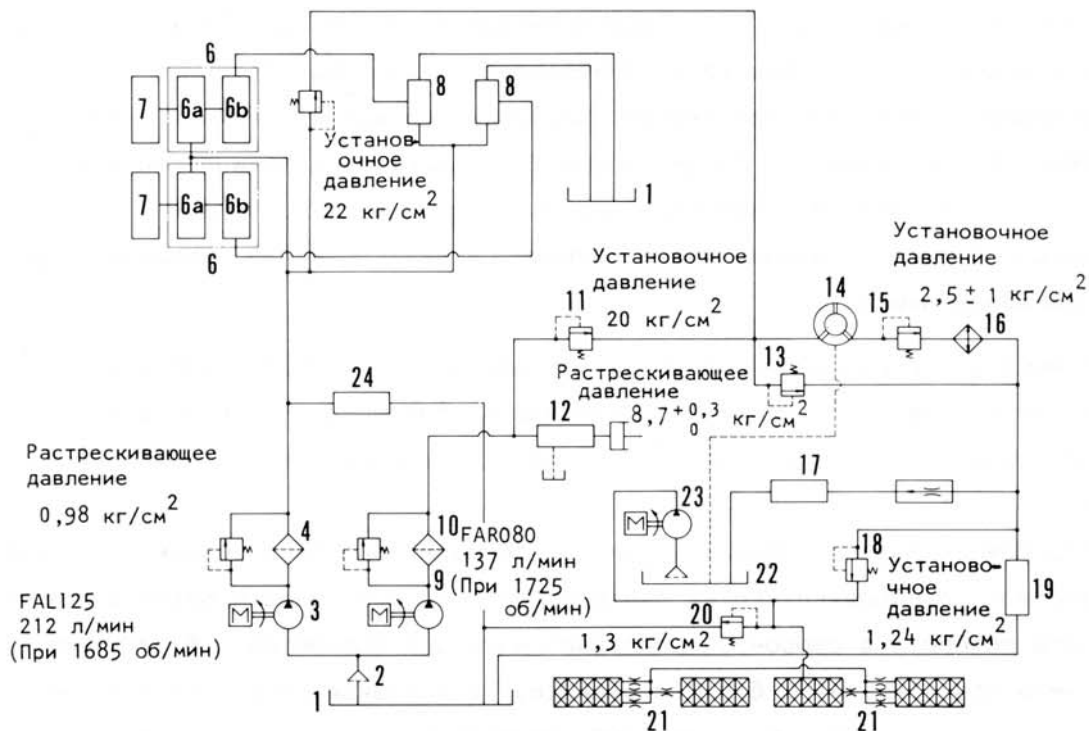 6
7
6a
6b
8
8
Установ
очное
давление
22 кг/см²
1
7
6a
6b
6
Установочное
давление
20 кг/см²
11
Установочное
давление
2,5 ± 1 кг/см²
14
15
16
13
Растрескивающее
давление
8,7 +0,3 0 кг/см²
12
24
Растрескивающее
давление
0,98 кг/см²
4
10
FAR080
137 л/мин
(При 1725
об/мин)
9
M
M
3
FAL125
212 л/мин
(При 1685 об/мин)
2
1
23
M
17
22
18
Установо-
чное
давление
1,24 кг/см²
19
20
1,3 кг/см²
21
21